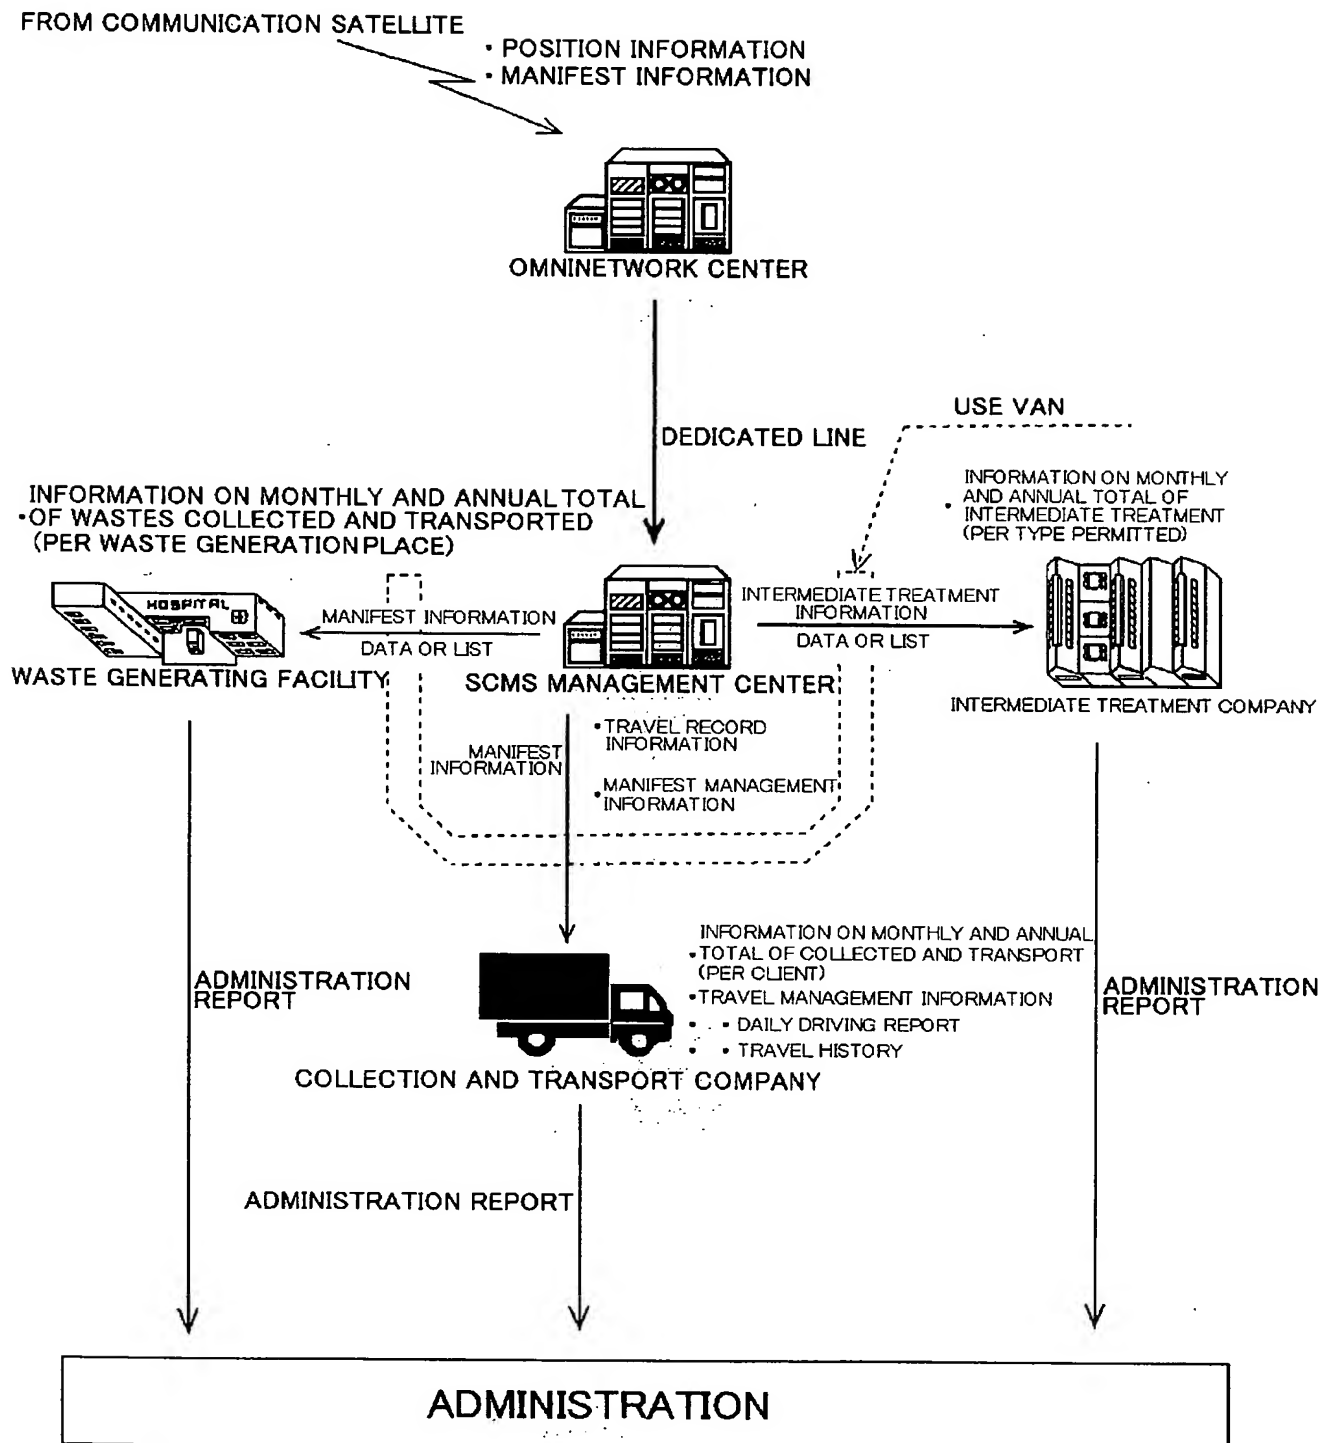 FROM COMMUNICATION SATELLITE
・POSITION INFORMATION
・MANIFEST INFORMATION
OMNINETWORK CENTER
DEDICATED LINE
USE VAN
INFORMATION ON MONTHLY AND ANNUAL TOTAL
・OF WASTES COLLECTED AND TRANSPORTED
(PER WASTE GENERATION PLACE)
INFORMATION ON MONTHLY
AND ANNUAL TOTAL OF
・INTERMEDIATE TREATMENT
(PER TYPE PERMITTED)
HOSPITAL
MANIFEST INFORMATION
DATA OR LIST
INTERMEDIATE TREATMENT
INFORMATION
DATA OR LIST
WASTE GENERATING FACILITY
SCMS MANAGEMENT CENTER
INTERMEDIATE TREATMENT COMPANY
MANIFEST
INFORMATION
・TRAVEL RECORD
INFORMATION
・MANIFEST MANAGEMENT
INFORMATION
INFORMATION ON MONTHLY AND ANNUAL
・TOTAL OF COLLECTED AND TRANSPORT
(PER CLIENT)
・TRAVEL MANAGEMENT INFORMATION
・DAILY DRIVING REPORT
・TRAVEL HISTORY
COLLECTION AND TRANSPORT COMPANY
ADMINISTRATION
REPORT
ADMINISTRATION REPORT
ADMINISTRATION
REPORT
ADMINISTRATION